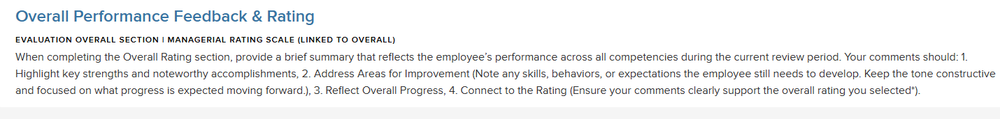 Overall Performance Feedback & Rating
EVALUATION OVERALL SECTION | MANAGERIAL RATING SCALE (LINKED TO OVERALL)
When completing the Overall Rating section, provide a brief summary that reflects the employee’s performance across all competencies during the current review period. Your comments should: 1.
Highlight key strengths and noteworthy accomplishments, 2. Address Areas for Improvement (Note any skills, behaviors, or expectations the employee still needs to develop. Keep the tone constructive
and focused on what progress is expected moving forward.), 3. Reflect Overall Progress, 4. Connect to the Rating (Ensure your comments clearly support the overall rating you selected*).